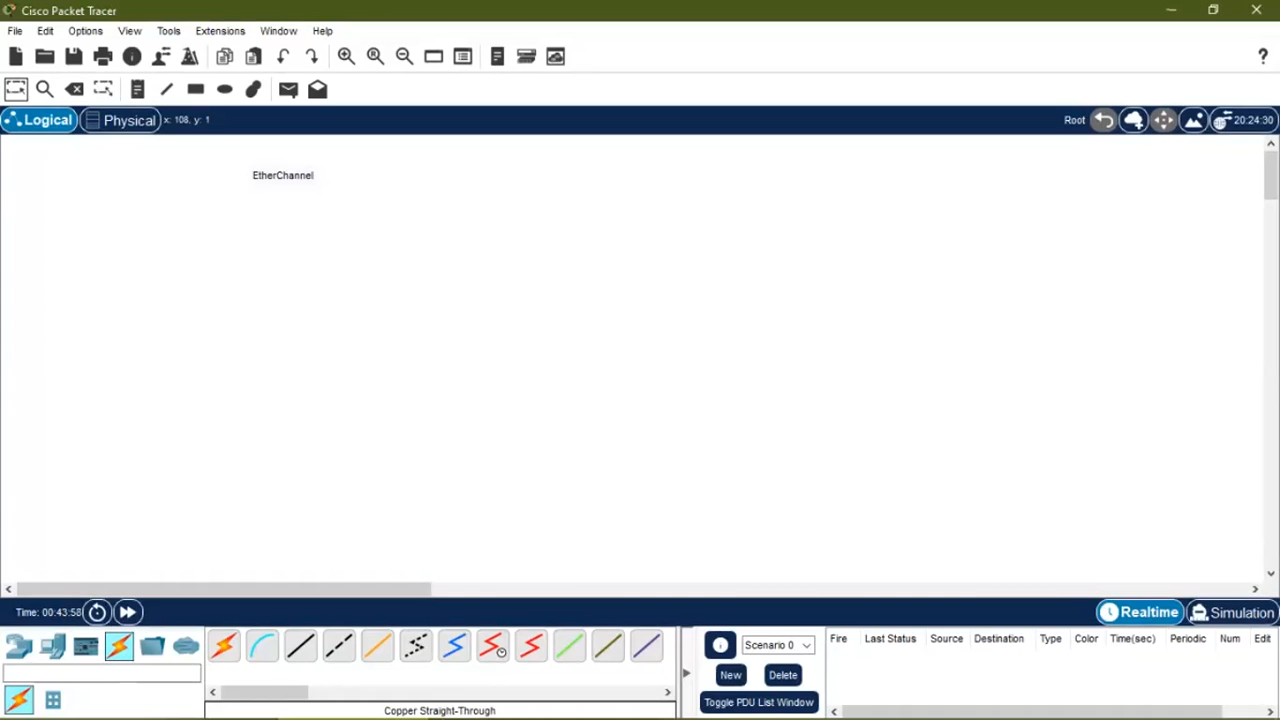 Cisco Packet Tracer
File Edit Options View Tools Extensions Window Help
?
Logical Physical x: 108, y: 1 Root 20:24:30
EtherChannel
Time: 00:43:58 Realtime Simulation
Scenario 0 Fire Last Status Source Destination Type Color Time(sec) Periodic Num Edit
New Delete
Toggle PDU List Window
Copper Straight-Through